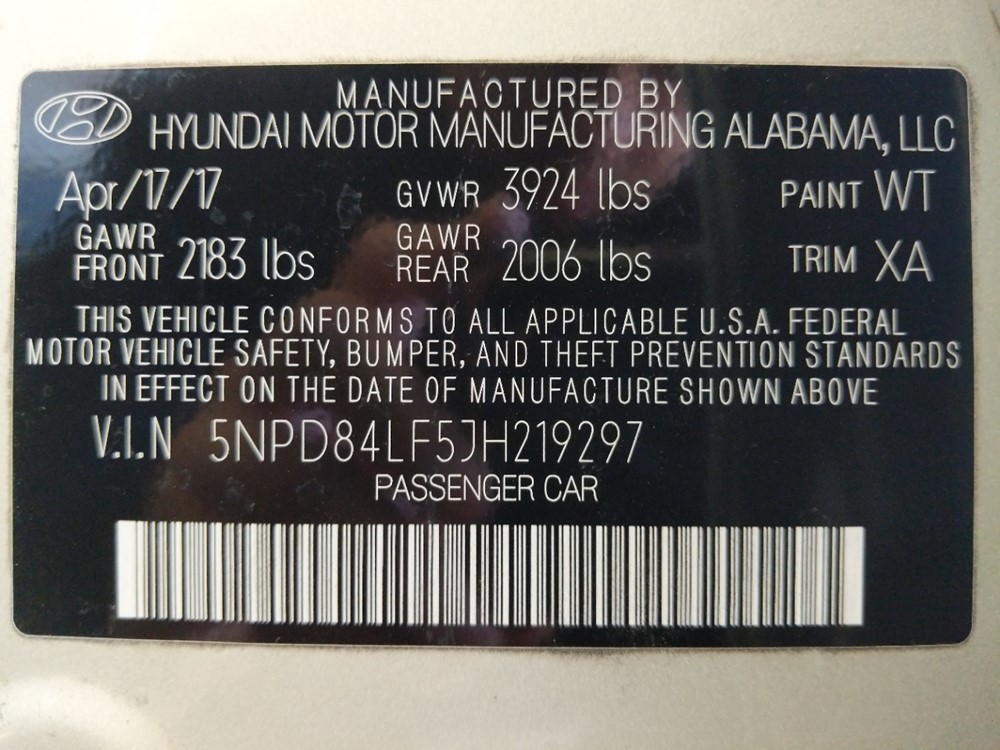 MANUFACTURED BY
HYUNDAI MOTOR MANUFACTURING ALABAMA, LLC
Apr/17/17 GVWR 3924 lbs PAINT WT
GAWR FRONT 2183 lbs GAWR REAR 2006 lbs TRIM XA
THIS VEHICLE CONFORMS TO ALL APPLICABLE U.S.A. FEDERAL
MOTOR VEHICLE SAFETY, BUMPER, AND THEFT PREVENTION STANDARDS
IN EFFECT ON THE DATE OF MANUFACTURE SHOWN ABOVE
V.I.N 5NPD84LF5JH219297
PASSENGER CAR